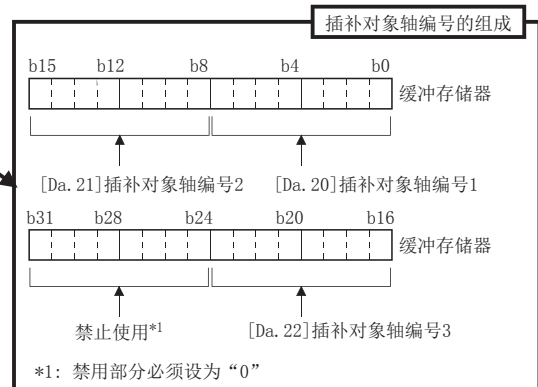 插补对象轴编号的组成
b15 b12 b8 b4 b0
缓冲存储器
[Da.21]插补对象轴编号2 [Da.20]插补对象轴编号1
b31 b28 b24 b20 b16
缓冲存储器
禁止使用*1 [Da.22]插补对象轴编号3
*1: 禁用部分必须设为“0”